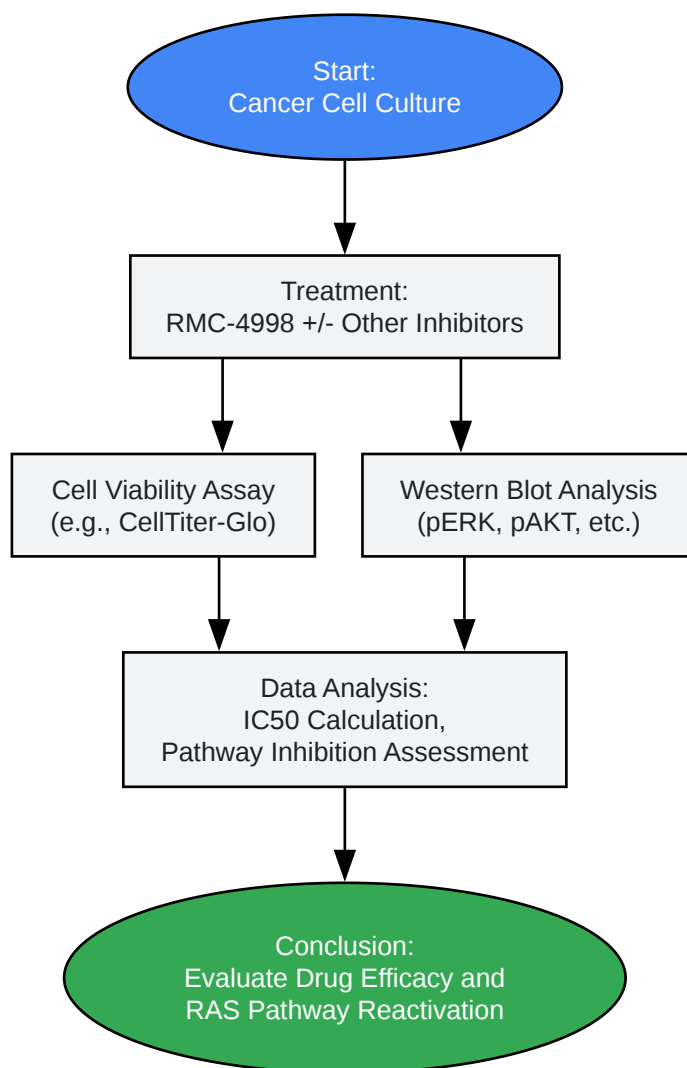 Start:
Cancer Cell Culture
Treatment:
RMC-4998 +/- Other Inhibitors
Cell Viability Assay
(e.g., CellTiter-Glo)
Western Blot Analysis
(pERK, pAKT, etc.)
Data Analysis:
IC50 Calculation,
Pathway Inhibition Assessment
Conclusion:
Evaluate Drug Efficacy and
RAS Pathway Reactivation